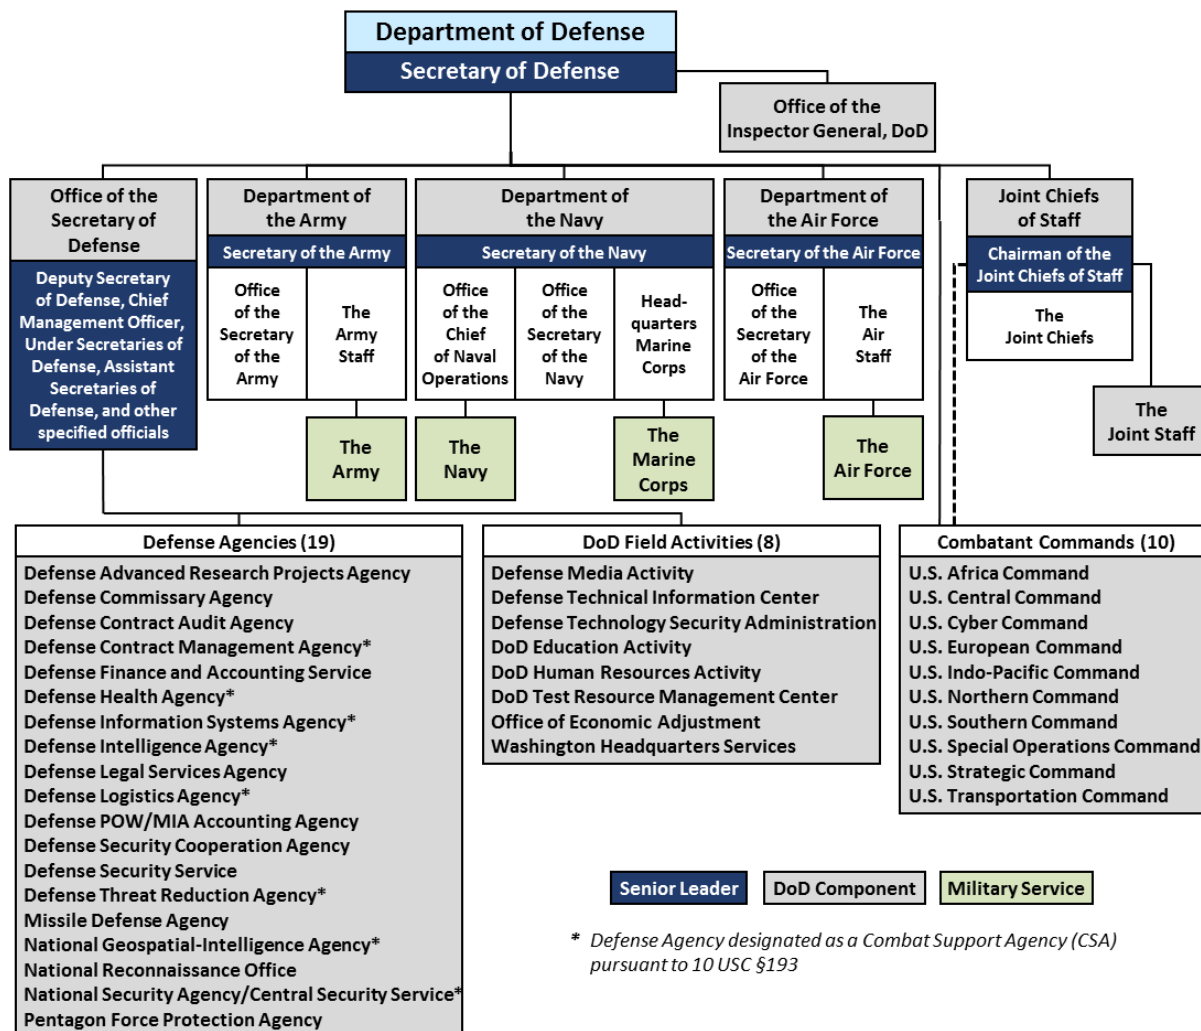 Department of Defense
Secretary of Defense
Office of the
Inspector General, DoD
Office of the
Secretary of
Defense
Deputy Secretary
of Defense, Chief
Management Officer,
Under Secretaries of
Defense, Assistant
Secretaries of
Defense, and other
specified officials
Department of
the Army
Secretary of the Army
Office
of the
Secretary
of the
Army
The
Army
Staff
The
Army
Department of
the Navy
Secretary of the Navy
Office
of the
Chief
of Naval
Operations
Office
of the
Secretary
of the
Navy
Head-
quarters
Marine
Corps
The
Navy
The
Marine
Corps
Department of
the Air Force
Secretary of the Air Force
Office
of the
Secretary
of the
Air Force
The
Air
Staff
The
Air Force
Joint Chiefs
of Staff
Chairman of the
Joint Chiefs of Staff
The
Joint Chiefs
The
Joint Staff
Defense Agencies (19)
Defense Advanced Research Projects Agency
Defense Commissary Agency
Defense Contract Audit Agency
Defense Contract Management Agency*
Defense Finance and Accounting Service
Defense Health Agency*
Defense Information Systems Agency*
Defense Intelligence Agency*
Defense Legal Services Agency
Defense Logistics Agency*
Defense POW/MIA Accounting Agency
Defense Security Cooperation Agency
Defense Security Service
Defense Threat Reduction Agency*
Missile Defense Agency
National Geospatial-Intelligence Agency*
National Reconnaissance Office
National Security Agency/Central Security Service*
Pentagon Force Protection Agency
DoD Field Activities (8)
Defense Media Activity
Defense Technical Information Center
Defense Technology Security Administration
DoD Education Activity
DoD Human Resources Activity
DoD Test Resource Management Center
Office of Economic Adjustment
Washington Headquarters Services
Combatant Commands (10)
U.S. Africa Command
U.S. Central Command
U.S. Cyber Command
U.S. European Command
U.S. Indo-Pacific Command
U.S. Northern Command
U.S. Southern Command
U.S. Special Operations Command
U.S. Strategic Command
U.S. Transportation Command
Senior Leader
DoD Component
Military Service
* Defense Agency designated as a Combat Support Agency (CSA)
pursuant to 10 USC §193